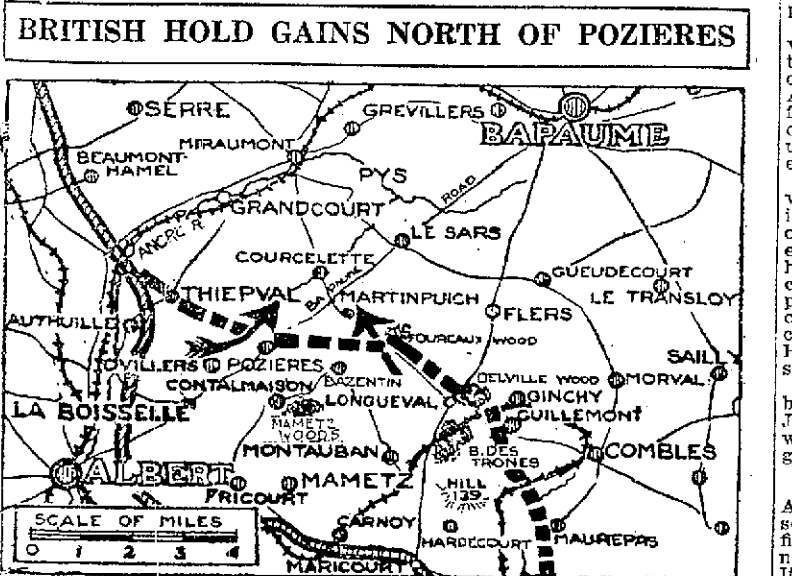 BRITISH HOLD GAINS NORTH OF POZIERES
SERRE
GREVILLERS
BAPAUME
MIRAUMONT
BEAUMONT-
HAMEL
PYS
ROAD
GRANDCOURT
ANCRE R.
LE SARS
COURCELETTE
GUEUDECOURT
THIEPVAL
BAPAUME
MARTINPUICH
LE TRANSLOY
FLERS
AUTHUILLE
FOUREAUX WOOD
OVILLERS
POZIERES
SAILLY
CONTALMAISON
BAZENTIN
DELVILLE WOOD
MORVAL
LONGUEVAL
GINCHY
LA BOISSELLE
MAMETZ
WOODS
GUILLEMONT
MONTAUBAN
B. DES
TRONES
COMBLES
ALBERT
MAMETZ
HILL
139
FRICOURT
SCALE OF MILES
0 1 2 3 4
CARNOY
HARDECOURT
MAUREPAS
MARICOURT